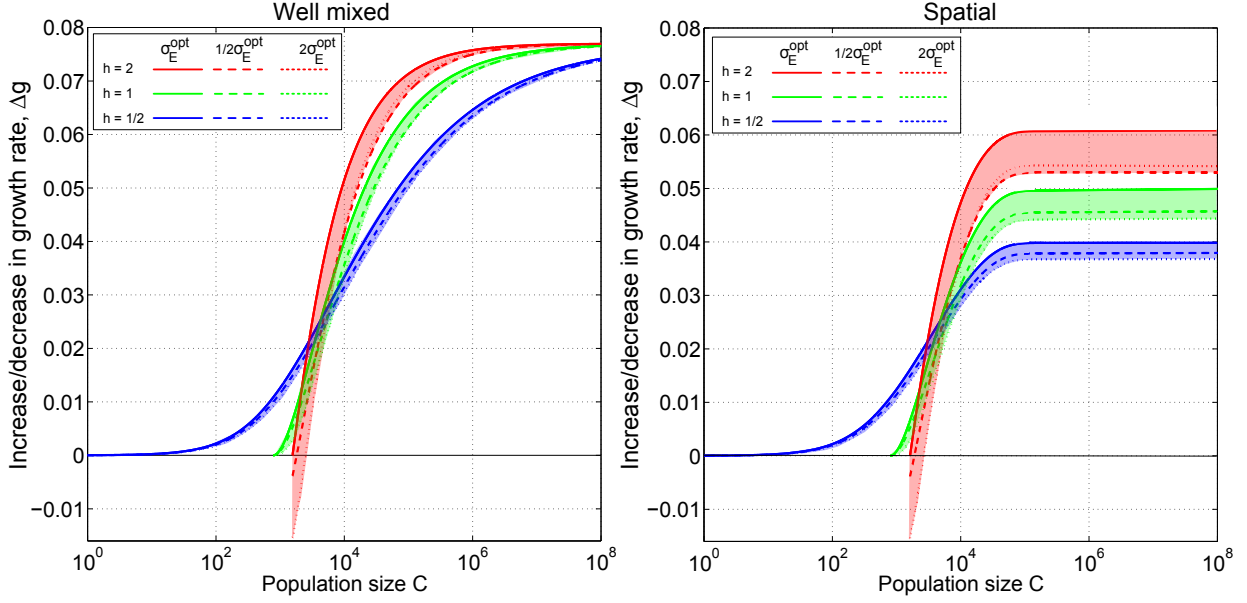 Well mixed
Increase/decrease in growth rate, Δg
0.08
0.07
0.06
0.05
0.04
0.03
0.02
0.01
0
−0.01
σ_E^opt 1/2σ_E^opt 2σ_E^opt
h = 2
h = 1
h = 1/2
10^0 10^2 10^4 10^6 10^8
Population size C
Spatial
Increase/decrease in growth rate, Δg
0.08
0.07
0.06
0.05
0.04
0.03
0.02
0.01
0
−0.01
σ_E^opt 1/2σ_E^opt 2σ_E^opt
h = 2
h = 1
h = 1/2
10^0 10^2 10^4 10^6 10^8
Population size C